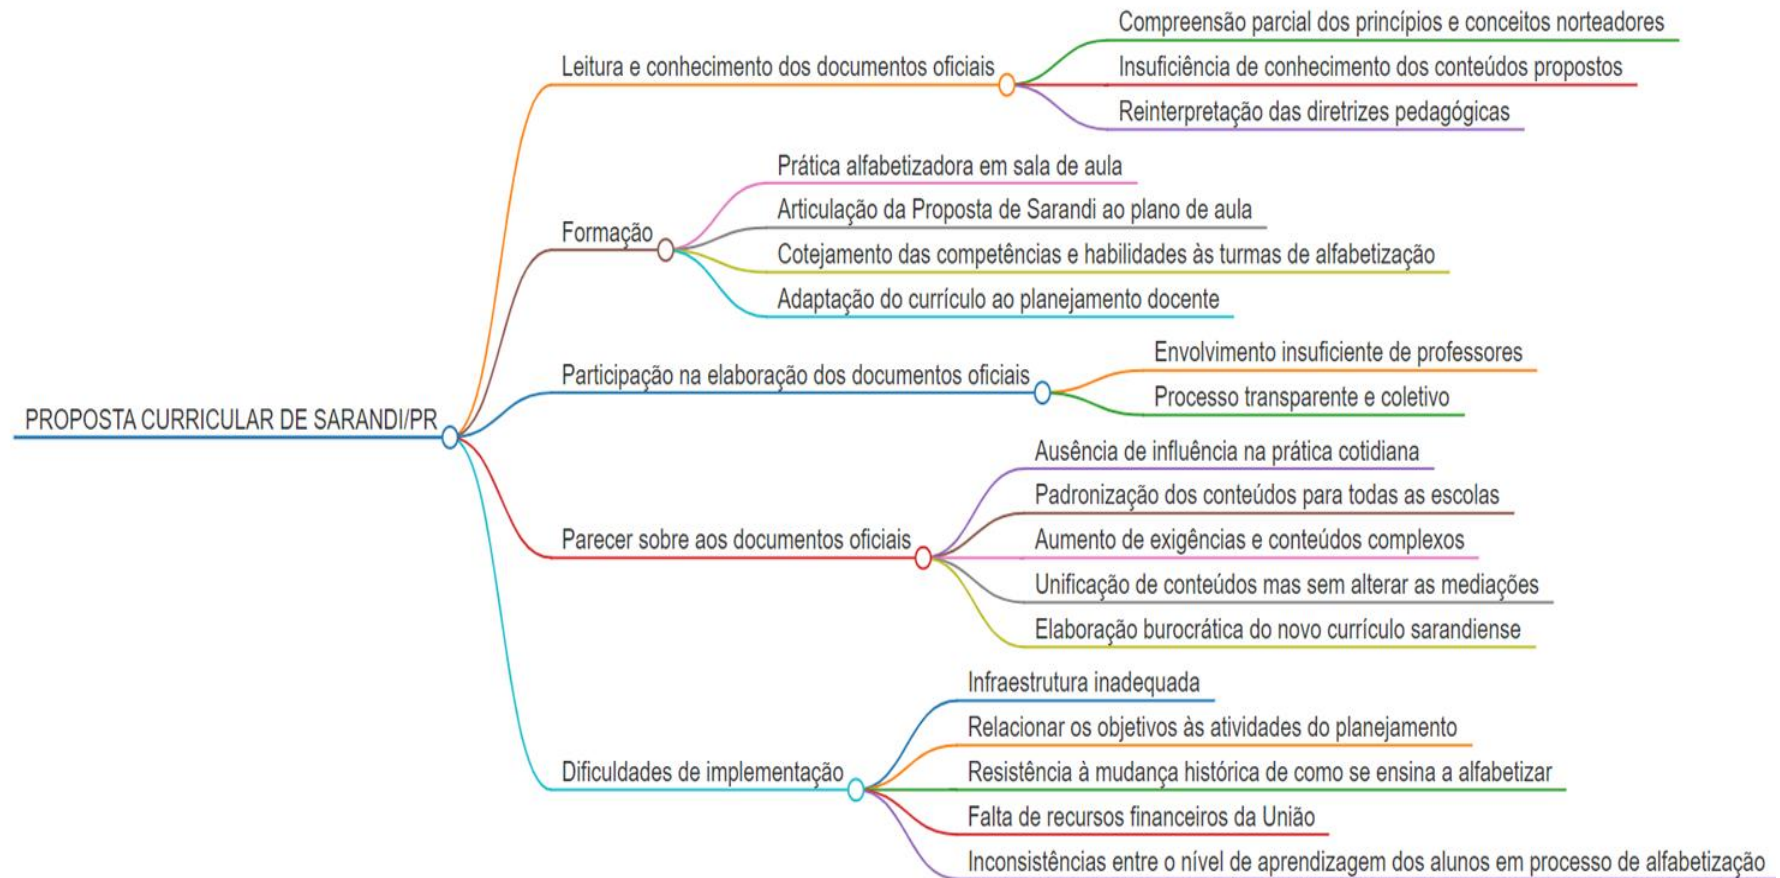 PROPOSTA CURRICULAR DE SARANDI/PR
Leitura e conhecimento dos documentos oficiais
Compreensão parcial dos princípios e conceitos norteadores
Insuficiência de conhecimento dos conteúdos propostos
Reinterpretação das diretrizes pedagógicas
Formação
Prática alfabetizadora em sala de aula
Articulação da Proposta de Sarandi ao plano de aula
Cotejamento das competências e habilidades às turmas de alfabetização
Adaptação do currículo ao planejamento docente
Participação na elaboração dos documentos oficiais
Envolvimento insuficiente de professores
Processo transparente e coletivo
Parecer sobre aos documentos oficiais
Ausência de influência na prática cotidiana
Padronização dos conteúdos para todas as escolas
Aumento de exigências e conteúdos complexos
Unificação de conteúdos mas sem alterar as mediações
Elaboração burocrática do novo currículo sarandiense
Dificuldades de implementação
Infraestrutura inadequada
Relacionar os objetivos às atividades do planejamento
Resistência à mudança histórica de como se ensina a alfabetizar
Falta de recursos financeiros da União
Inconsistências entre o nível de aprendizagem dos alunos em processo de alfabetização